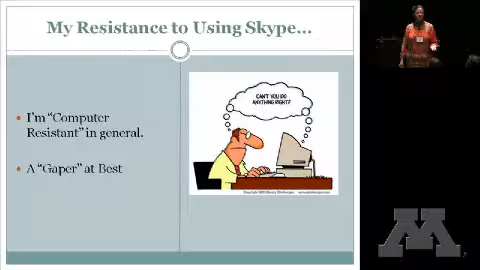 My Resistance to Using Skype...
I'm "Computer
Resistant" in general.
A "Gaper" at Best
CAN'T YOU DO
ANYTHING RIGHT?
M